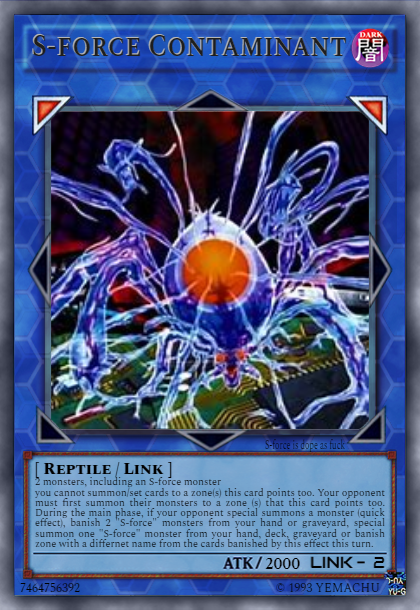 S-force Contaminant
DARK
闇
S-force is dope as fuck
[ Reptile / Link ]
2 monsters, including an S-force monster
you cannot summon/set cards to a zone(s) this card points too. Your opponent
must first summon their monsters to a zone (s) that this card points too.
During the main phase, if your opponent special summons a monster (quick
effect), banish 2 "S-force" monsters from your hand or graveyard, special
summon one "S-force" monster from your hand, deck, graveyard or banish
zone with a differnet name from the cards banished by this effect this turn.
ATK/2000 LINK-2
7464756392
© 1993 YEMACHU
YU-G